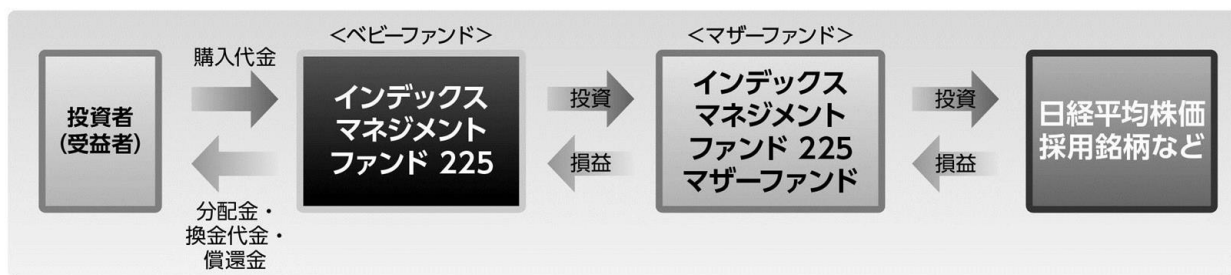 投資者
(受益者)
購入代金
分配金・
換金代金・
償還金
<ベビーファンド>
インデックス
マネジメント
ファンド 225
投資
損益
<マザーファンド>
インデックス
マネジメント
ファンド 225
マザーファンド
投資
損益
日経平均株価
採用銘柄など